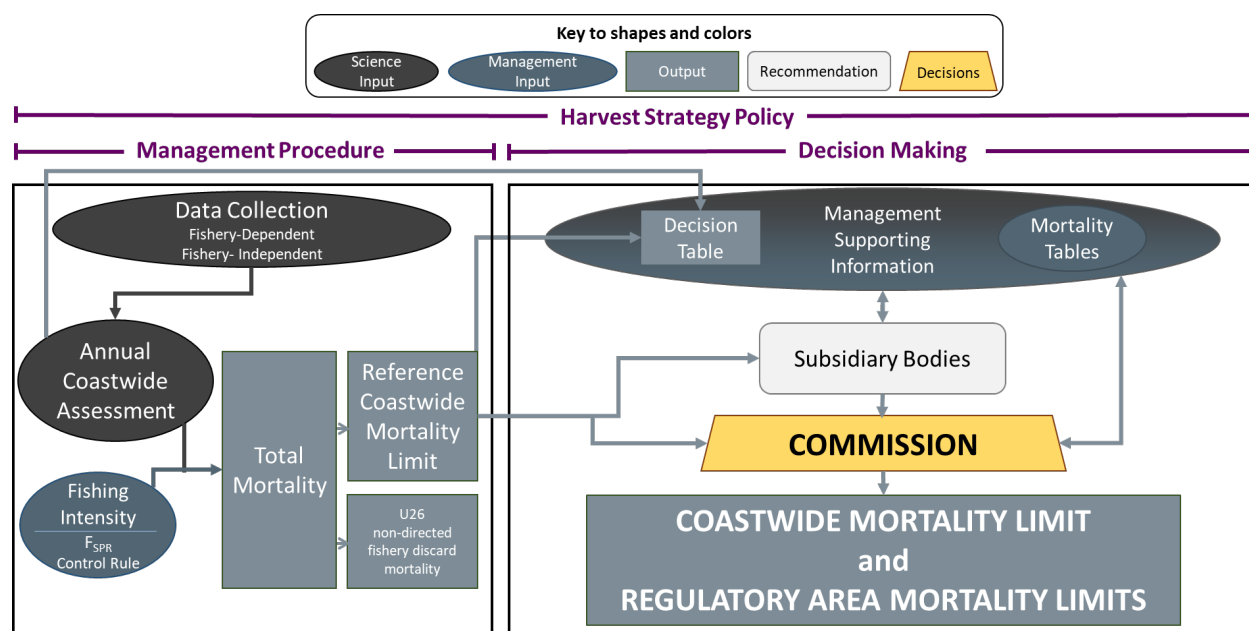 Key to shapes and colors
Science
Input
Management
Input
Output
Recommendation
Decisions
Harvest Strategy Policy
Management Procedure
Decision Making
Data Collection
Fishery-Dependent
Fishery- Independent
Annual
Coastwide
Assessment
Fishing
Intensity
FSPR
Control Rule
Total
Mortality
Reference
Coastwide
Mortality
Limit
U26
non-directed
fishery discard
mortality
Decision
Table
Management
Supporting
Information
Mortality
Tables
Subsidiary Bodies
COMMISSION
COASTWIDE MORTALITY LIMIT
and
REGULATORY AREA MORTALITY LIMITS